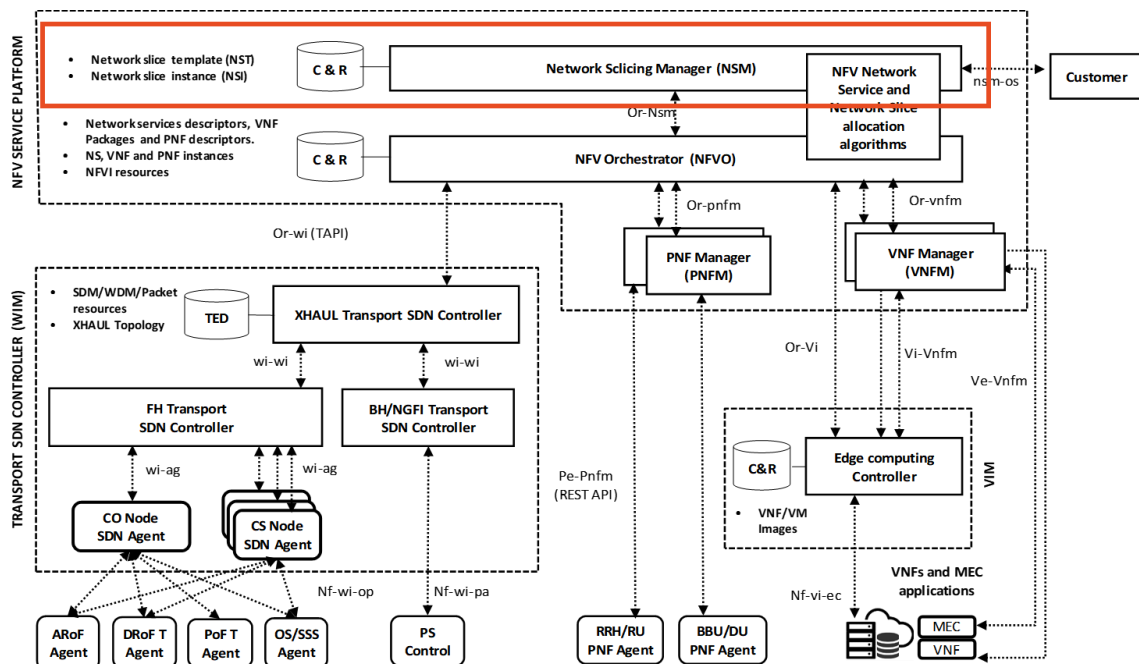 NFV SERVICE PLATFORM
• Network slice template (NST)
• Network slice instance (NSI)
C & R
Network Sclicing Manager (NSM)
NFV Network
Service and
Network Slice
allocation
algorithms
nsm-os
Customer
Or-Nsm
• Network services descriptors, VNF
Packages and PNF descriptors.
• NS, VNF and PNF instances
• NFVI resources
C & R
NFV Orchestrator (NFVO)
Or-wi (TAPI)
Or-pnfm
Or-vnfm
PNF Manager
(PNFM)
VNF Manager
(VNFM)
TRANSPORT SDN CONTROLLER (WIM)
• SDM/WDM/Packet
resources
• XHAUL Topology
TED
XHAUL Transport SDN Controller
wi-wi
wi-wi
Or-Vi
Vi-Vnfm
Ve-Vnfm
FH Transport
SDN Controller
BH/NGFI Transport
SDN Controller
wi-ag
wi-ag
Pe-Pnfm
(REST API)
C&R
Edge computing
Controller
VIM
• VNF/VM
Images
CO Node
SDN Agent
CS Node
SDN Agent
Nf-wi-op
Nf-wi-pa
Nf-vi-ec
VNFs and MEC
applications
ARoF
Agent
DRoF T
Agent
PoF T
Agent
OS/SSS
Agent
PS
Control
RRH/RU
PNF Agent
BBU/DU
PNF Agent
MEC
VNF